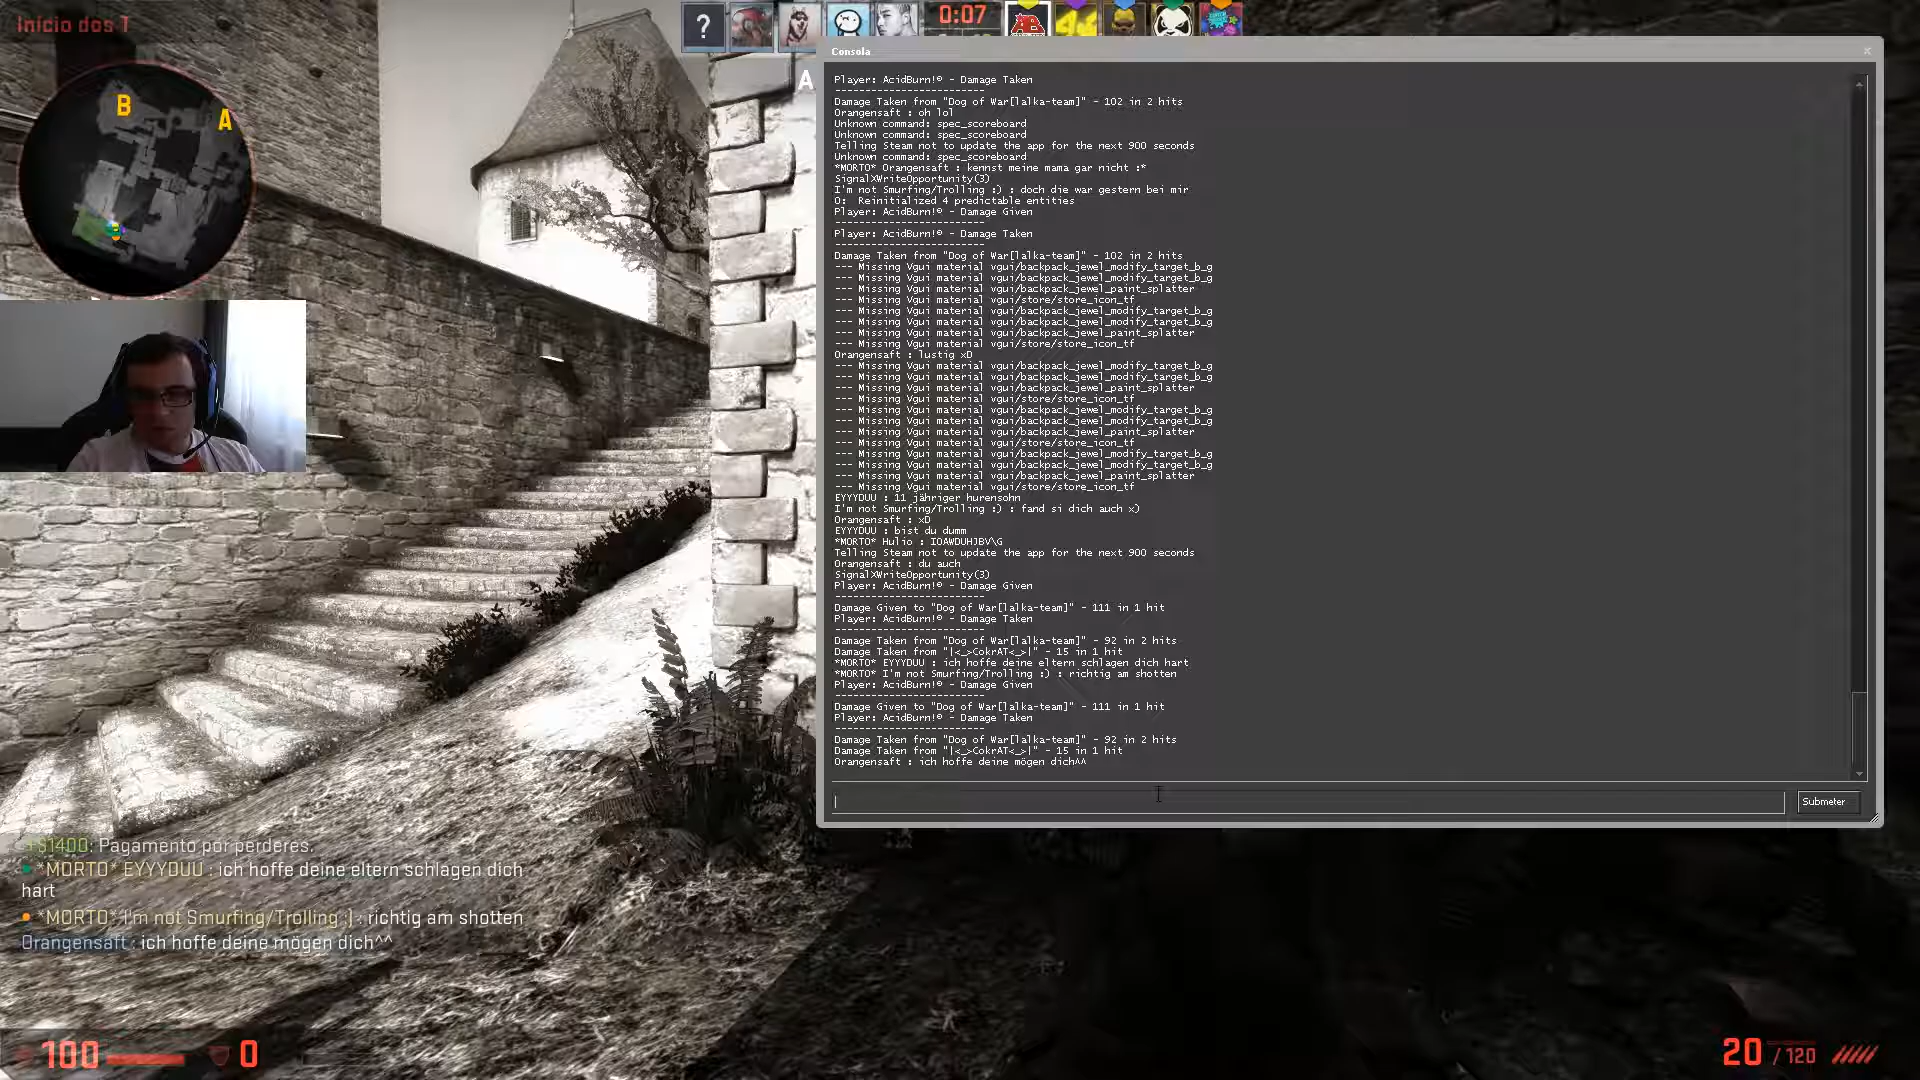 Início dos T
B
A
?
0:07
A
Consola
Player: AcidBurn!® - Damage Taken
-------------------------
Damage Taken from "Dog of War[lalka-team]" - 102 in 2 hits
Orangensaft : oh lol
Unknown command: spec_scoreboard
Unknown command: spec_scoreboard
Telling Steam not to update the app for the next 900 seconds
Unknown command: spec_scoreboard
*MORTO* Orangensaft : kennst meine mama gar nicht :*
SignalXWriteOpportunity(3)
I'm not Smurfing/Trolling :) : doch die war gestern bei mir
0:  Reinitialized 4 predictable entities
Player: AcidBurn!® - Damage Given
-------------------------
Player: AcidBurn!® - Damage Taken
-------------------------
Damage Taken from "Dog of War[lalka-team]" - 102 in 2 hits
--- Missing Vgui material vgui/backpack_jewel_modify_target_b_g
--- Missing Vgui material vgui/backpack_jewel_modify_target_b_g
--- Missing Vgui material vgui/backpack_jewel_paint_splatter
--- Missing Vgui material vgui/store/store_icon_tf
--- Missing Vgui material vgui/backpack_jewel_modify_target_b_g
--- Missing Vgui material vgui/backpack_jewel_modify_target_b_g
--- Missing Vgui material vgui/backpack_jewel_paint_splatter
--- Missing Vgui material vgui/store/store_icon_tf
Orangensaft : lustig xD
--- Missing Vgui material vgui/backpack_jewel_modify_target_b_g
--- Missing Vgui material vgui/backpack_jewel_modify_target_b_g
--- Missing Vgui material vgui/backpack_jewel_paint_splatter
--- Missing Vgui material vgui/store/store_icon_tf
--- Missing Vgui material vgui/backpack_jewel_modify_target_b_g
--- Missing Vgui material vgui/backpack_jewel_modify_target_b_g
--- Missing Vgui material vgui/backpack_jewel_paint_splatter
--- Missing Vgui material vgui/store/store_icon_tf
--- Missing Vgui material vgui/backpack_jewel_modify_target_b_g
--- Missing Vgui material vgui/backpack_jewel_modify_target_b_g
--- Missing Vgui material vgui/backpack_jewel_paint_splatter
--- Missing Vgui material vgui/store/store_icon_tf
EYYYDUU : 11 jähriger hurensohn
I'm not Smurfing/Trolling :) : fand si dich auch x)
Orangensaft : xD
EYYYDUU : bist du dumm
*MORTO* Hulio : IOAWDUHJBV\G
Telling Steam not to update the app for the next 900 seconds
Orangensaft : du auch
SignalXWriteOpportunity(3)
Player: AcidBurn!® - Damage Given
-------------------------
Damage Given to "Dog of War[lalka-team]" - 111 in 1 hit
Player: AcidBurn!® - Damage Taken
-------------------------
Damage Taken from "Dog of War[lalka-team]" - 92 in 2 hits
Damage Taken from "|<_>CokrAT<_>|" - 15 in 1 hit
*MORTO* EYYYDUU : ich hoffe deine eltern schlagen dich hart
*MORTO* I'm not Smurfing/Trolling :) : richtig am shotten
Player: AcidBurn!® - Damage Given
-------------------------
Damage Given to "Dog of War[lalka-team]" - 111 in 1 hit
Player: AcidBurn!® - Damage Taken
-------------------------
Damage Taken from "Dog of War[lalka-team]" - 92 in 2 hits
Damage Taken from "|<_>CokrAT<_>|" - 15 in 1 hit
Orangensaft : ich hoffe deine mögen dich^^
Submeter
+$1400: Pagamento por perderes.
*MORTO* EYYYDUU : ich hoffe deine eltern schlagen dich
hart
*MORTO* I'm not Smurfing/Trolling :) : richtig am shotten
Orangensaft : ich hoffe deine mögen dich^^
100
0
20 / 120